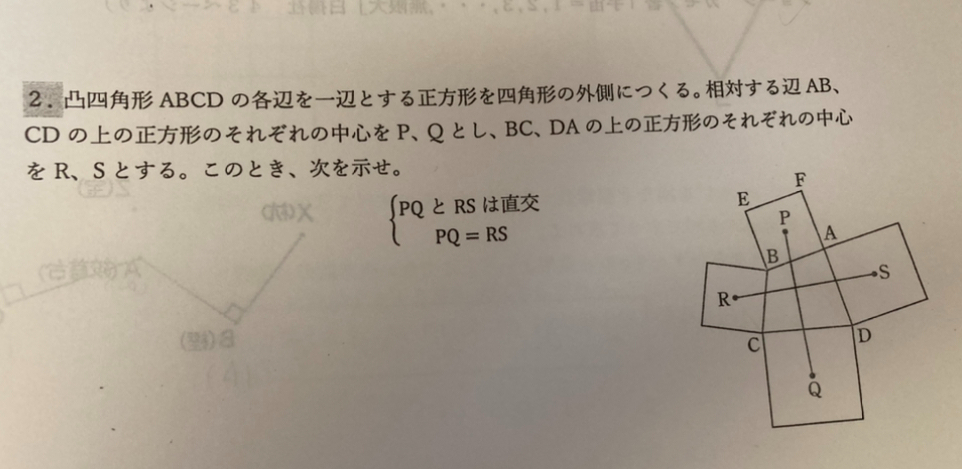 2. 凸四角形 ABCD の各辺を一辺とする正方形を四角形の外側につくる。相対する辺 AB、
CD の上の正方形のそれぞれの中心を P、Q とし、BC、DA の上の正方形のそれぞれの中心
を R、S とする。このとき、次を示せ。
PQ と RS は直交
PQ = RS
F
E
P
A
B
S
R
C
D
Q